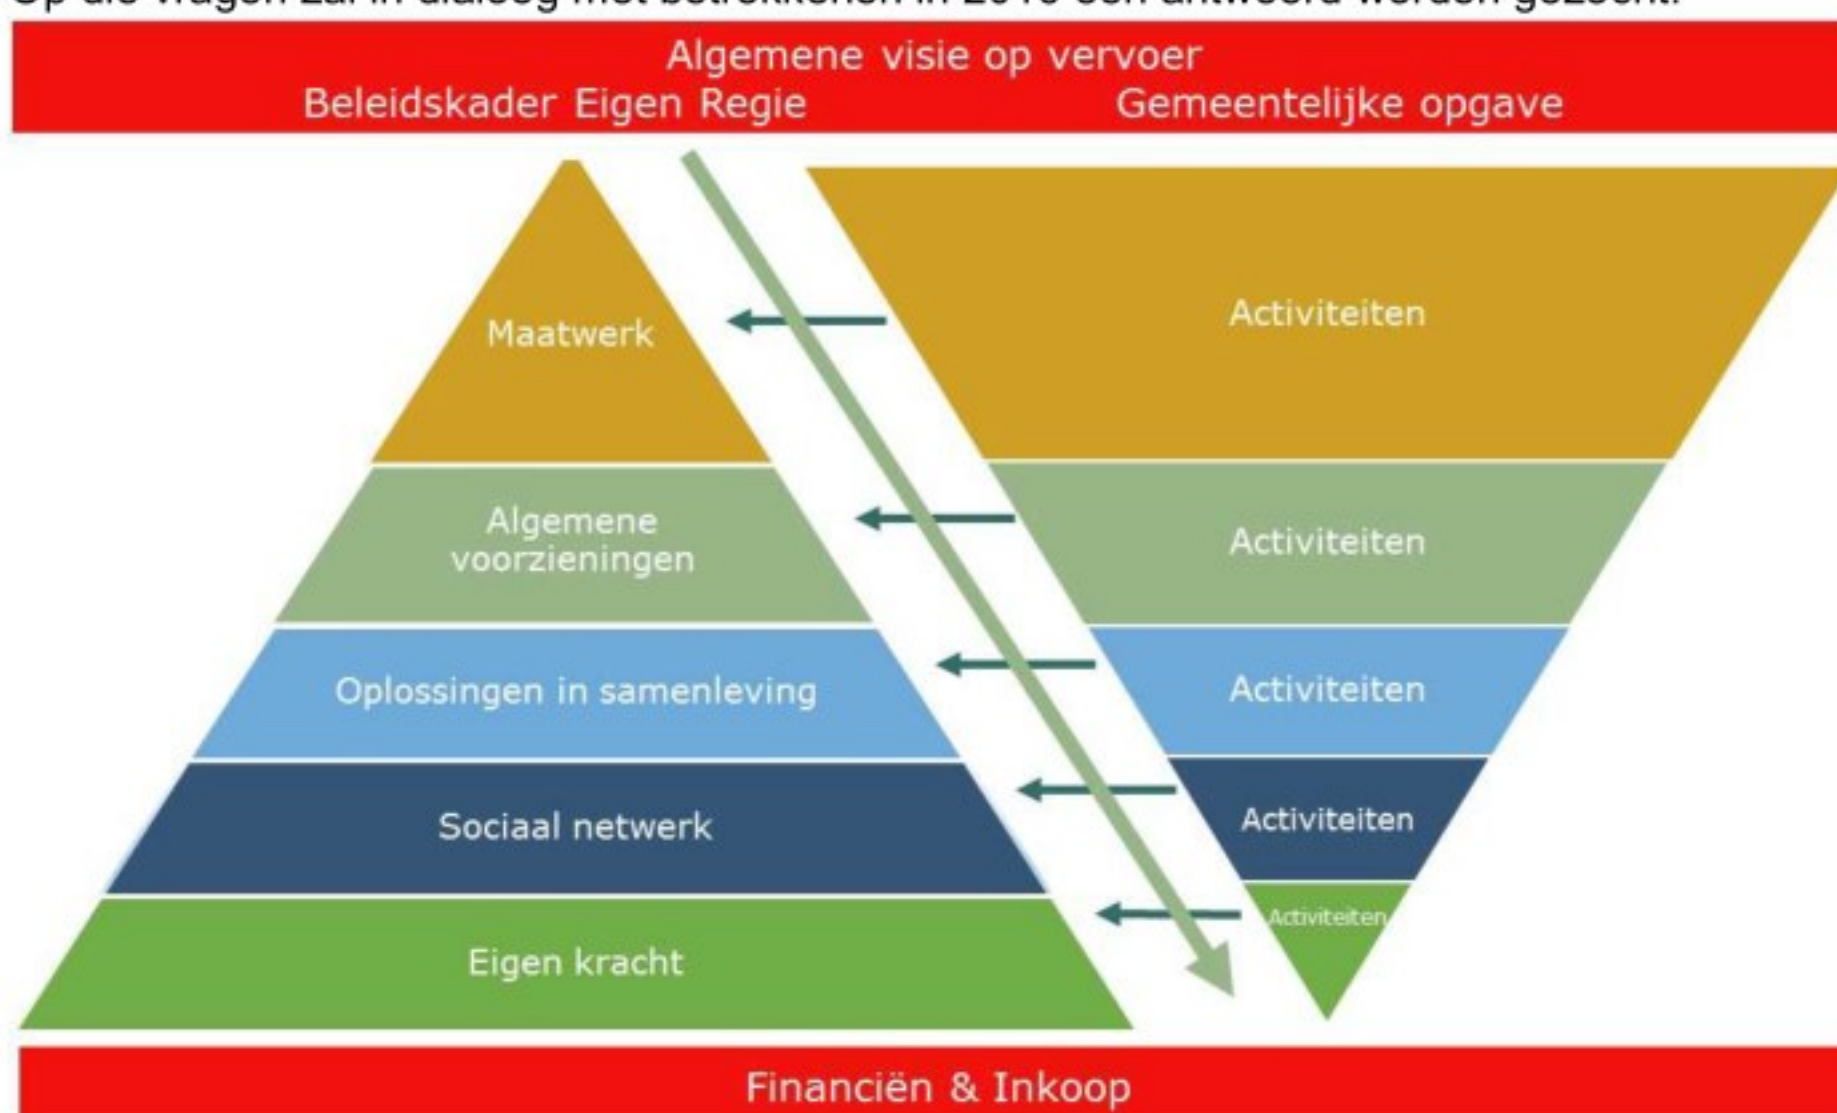 Algemene visie op vervoer
Beleidskader Eigen Regie Gemeentelijke opgave
Maatwerk
Activiteiten
Algemene
voorzieningen
Activiteiten
Oplossingen in samenleving
Activiteiten
Sociaal netwerk
Activiteiten
Eigen kracht
Activiteiten
Financiën & Inkoop